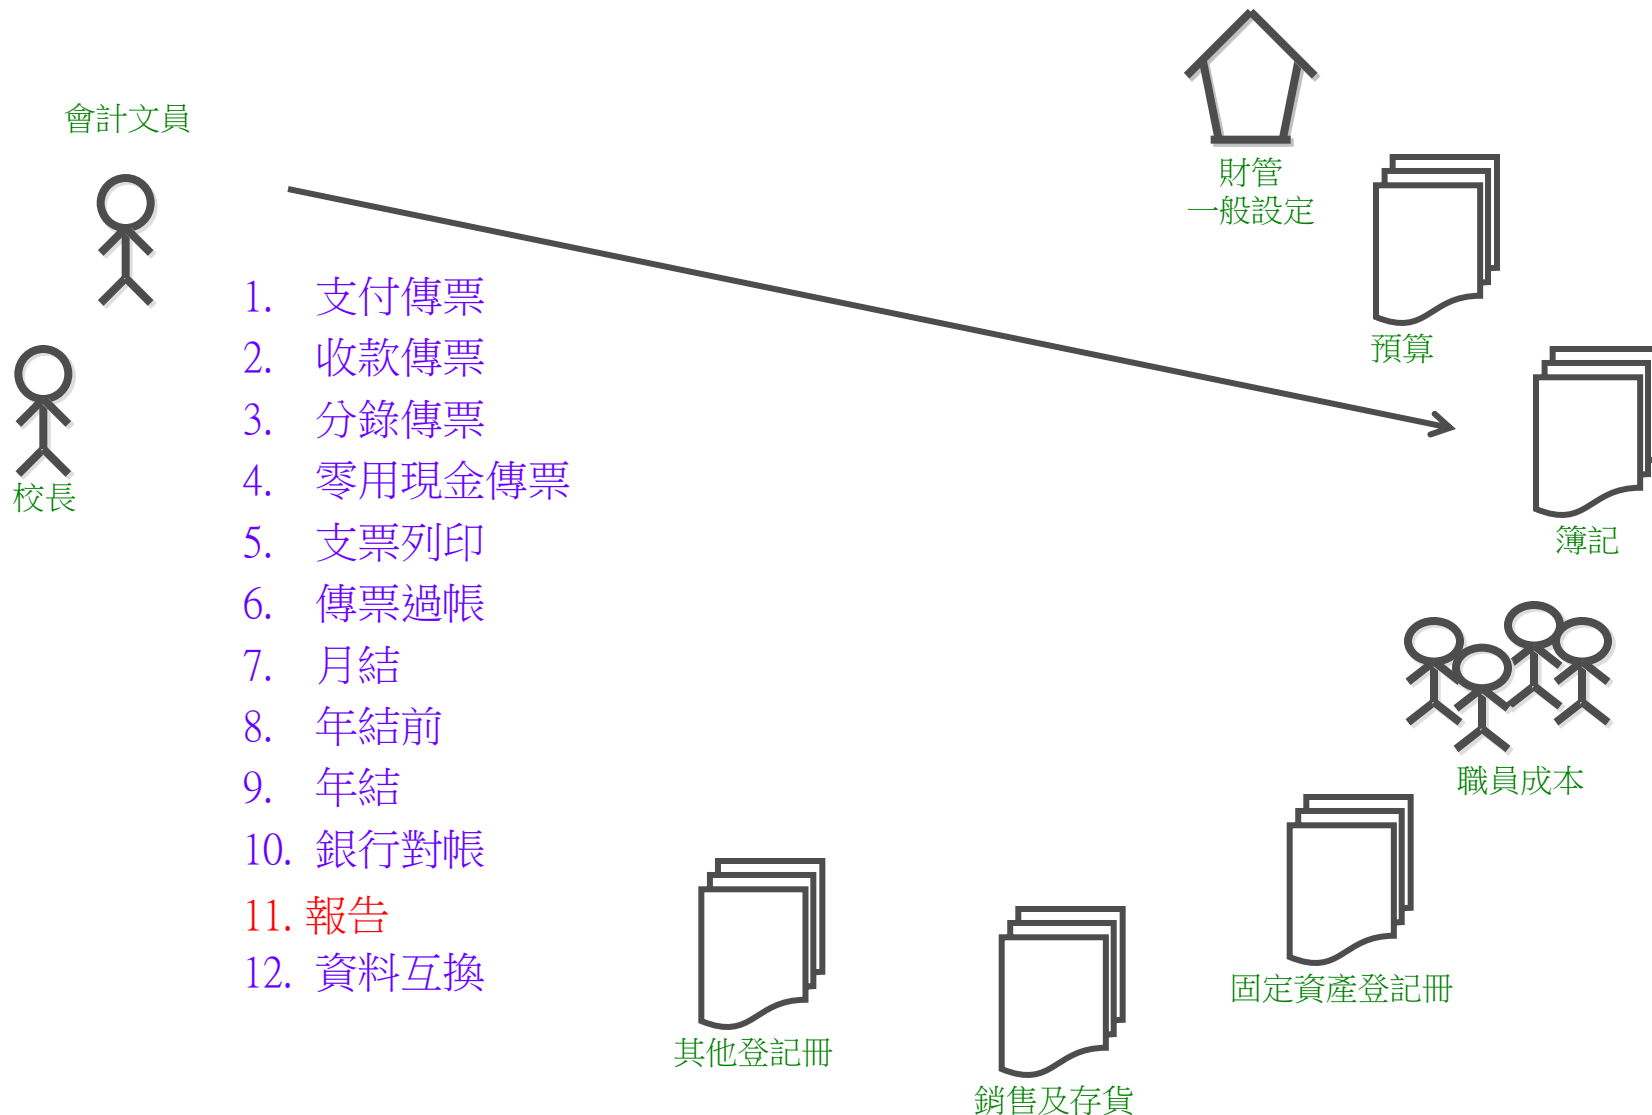 會計文員
校長
1. 支付傳票
2. 收款傳票
3. 分錄傳票
4. 零用現金傳票
5. 支票列印
6. 傳票過帳
7. 月結
8. 年結前
9. 年結
10. 銀行對帳
11. 報告
12. 資料互換
財管
一般設定
預算
簿記
職員成本
固定資產登記冊
銷售及存貨
其他登記冊